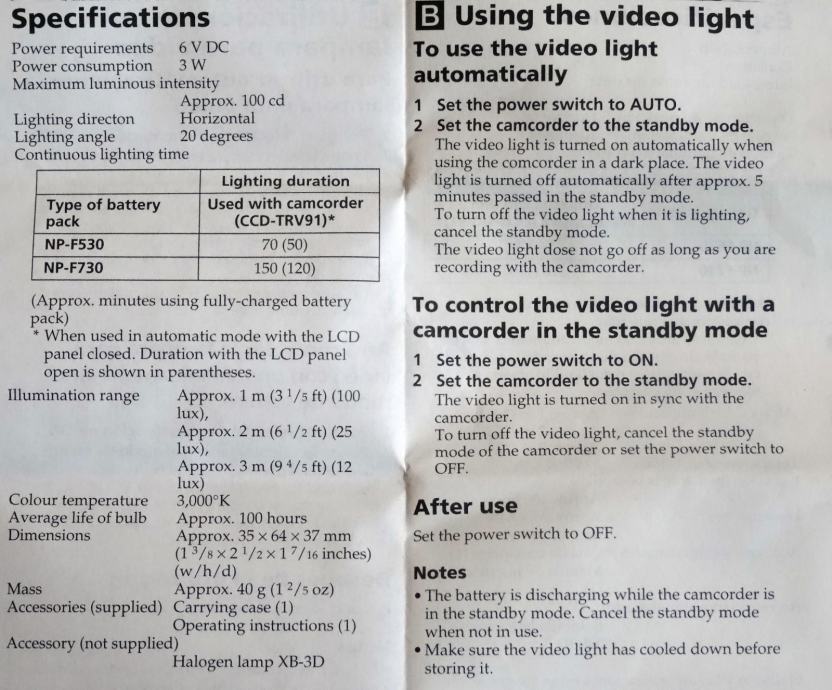 Specifications
Power requirements 6 V DC
Power consumption 3 W
Maximum luminous intensity
Approx. 100 cd
Lighting directon Horizontal
Lighting angle 20 degrees
Continuous lighting time
Lighting duration
Type of battery pack Used with camcorder (CCD-TRV91)*
NP-F530 70 (50)
NP-F730 150 (120)
(Approx. minutes using fully-charged battery
pack)
* When used in automatic mode with the LCD
panel closed. Duration with the LCD panel
open is shown in parentheses.
Illumination range Approx. 1 m (3 1/5 ft) (100
lux),
Approx. 2 m (6 1/2 ft) (25
lux),
Approx. 3 m (9 4/5 ft) (12
lux)
Colour temperature 3,000°K
Average life of bulb Approx. 100 hours
Dimensions Approx. 35 × 64 × 37 mm
(1 3/8 × 2 1/2 × 1 7/16 inches)
(w/h/d)
Mass Approx. 40 g (1 2/5 oz)
Accessories (supplied) Carrying case (1)
Operating instructions (1)
Accessory (not supplied)
Halogen lamp XB-3D
B Using the video light
To use the video light
automatically
1 Set the power switch to AUTO.
2 Set the camcorder to the standby mode.
The video light is turned on automatically when
using the comcorder in a dark place. The video
light is turned off automatically after approx. 5
minutes passed in the standby mode.
To turn off the video light when it is lighting,
cancel the standby mode.
The video light dose not go off as long as you are
recording with the camcorder.
To control the video light with a
camcorder in the standby mode
1 Set the power switch to ON.
2 Set the camcorder to the standby mode.
The video light is turned on in sync with the
camcorder.
To turn off the video light, cancel the standby
mode of the camcorder or set the power switch to
OFF.
After use
Set the power switch to OFF.
Notes
• The battery is discharging while the camcorder is
in the standby mode. Cancel the standby mode
when not in use.
• Make sure the video light has cooled down before
storing it.